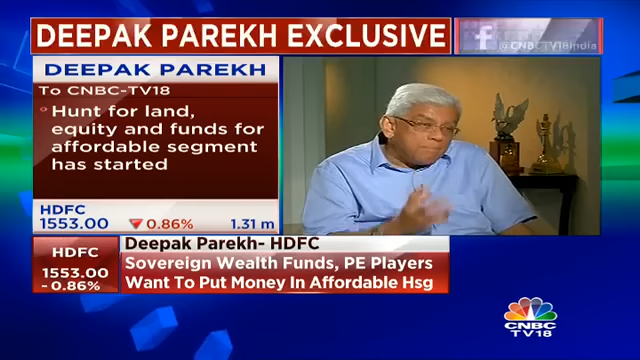 DEEPAK PAREKH EXCLUSIVE
f @CNBCTV18India
DEEPAK PAREKH
To CNBC-TV18
Hunt for land,
equity and funds for
affordable segment
has started
HDFC
1553.00 ▼ 0.86% 1.31 m
HDFC
1553.00
- 0.86%
Deepak Parekh- HDFC
Sovereign Wealth Funds, PE Players
Want To Put Money In Affordable Hsg
CNBC
TV18